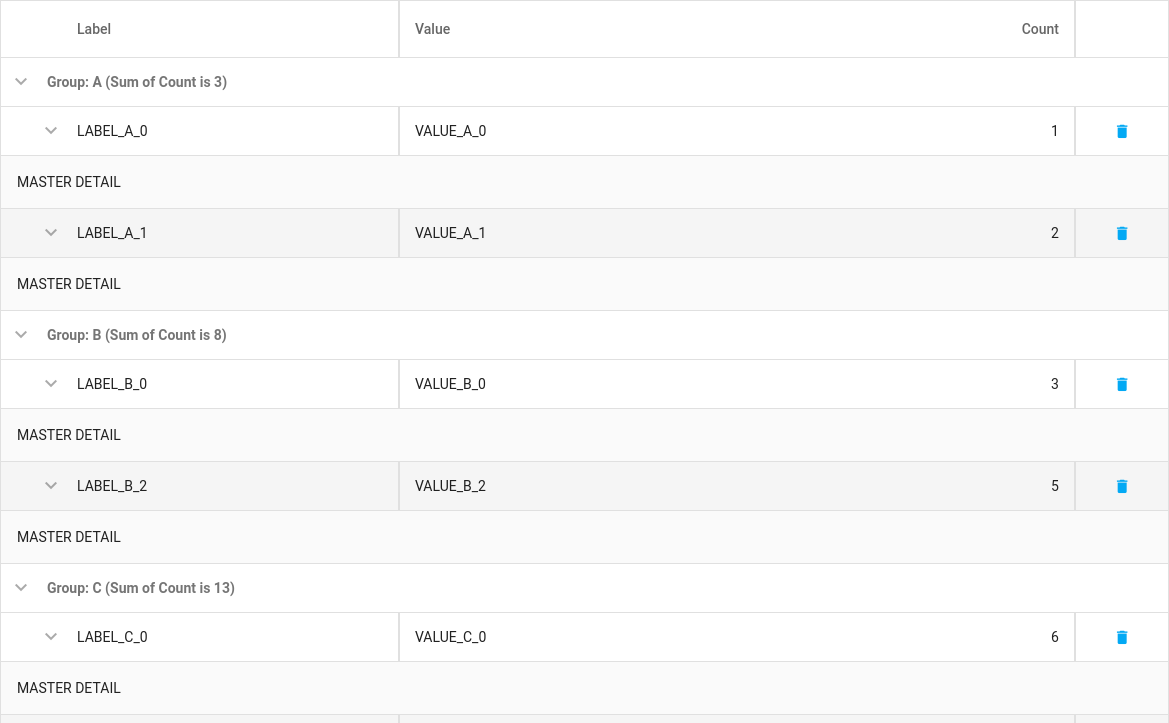 Label Value Count
Group: A (Sum of Count is 3)
LABEL_A_0 VALUE_A_0 1
MASTER DETAIL
LABEL_A_1 VALUE_A_1 2
MASTER DETAIL
Group: B (Sum of Count is 8)
LABEL_B_0 VALUE_B_0 3
MASTER DETAIL
LABEL_B_2 VALUE_B_2 5
MASTER DETAIL
Group: C (Sum of Count is 13)
LABEL_C_0 VALUE_C_0 6
MASTER DETAIL